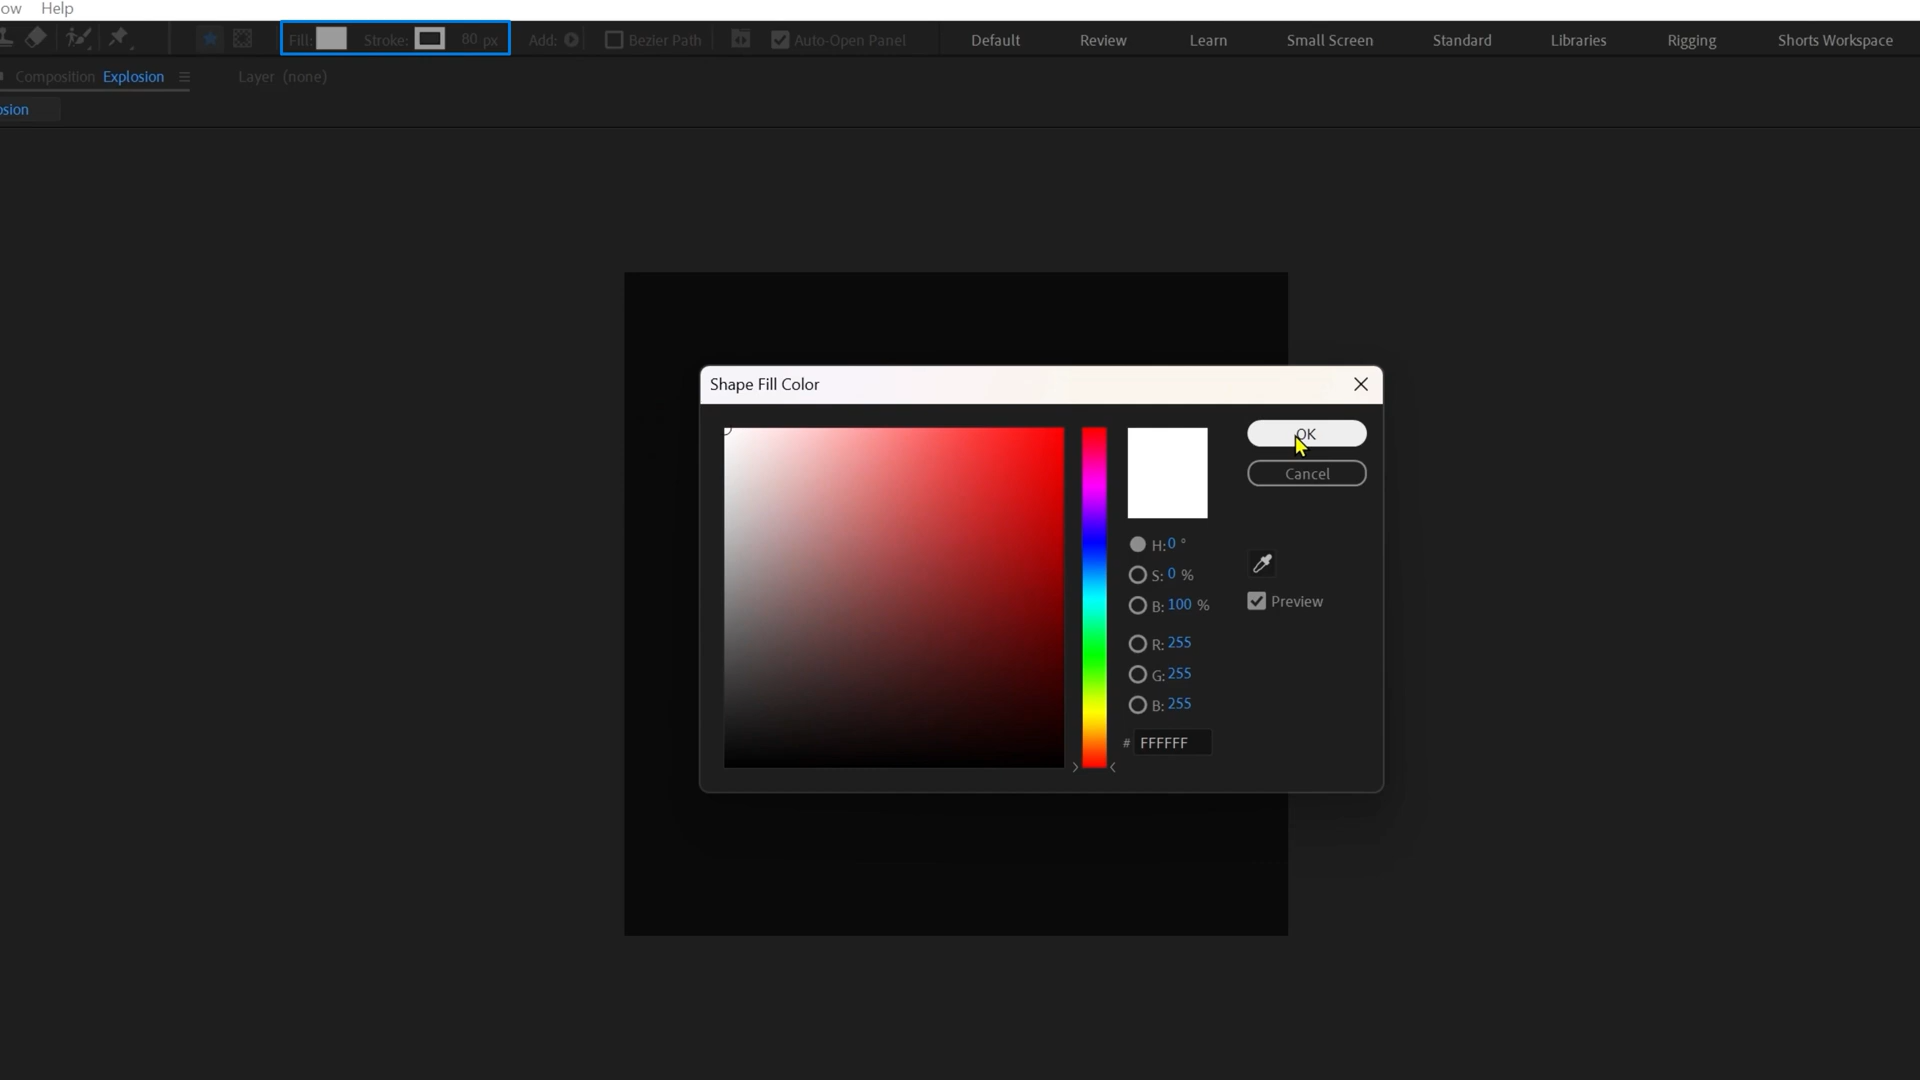 ow Help
Fill: Stroke: 80 px Add: Bezier Path Auto-Open Panel Default Review Learn Small Screen Standard Libraries Rigging Shorts Workspace
Composition Explosion Layer (none)
osion
Shape Fill Color
OK
Cancel
H: 0 °
S: 0 %
B: 100 %
Preview
R: 255
G: 255
B: 255
# FFFFFF